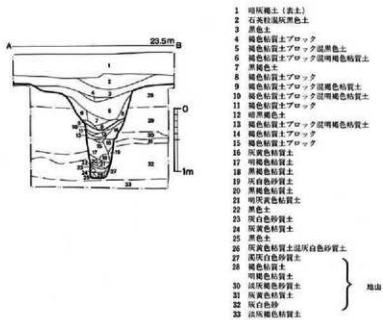 A 23.5m B
0
1m
1 暗灰褐土(表土)
2 石英粒混灰黒色土
3 黒色土
4 褐色粘質土ブロック
5 褐色粘質土ブロック混黒色土
6 褐色粘質土ブロック混明褐色粘質土
7 黒褐色土
8 褐色粘質土ブロック
9 褐色粘質土ブロック混褐色粘質土
10 褐色粘質土ブロック混明褐色粘質土
11 褐色粘質土ブロック
12 暗黒褐色土
13 褐色粘質土ブロック混明褐色粘質土
14 褐色粘質土ブロック
15 褐色粘質土ブロック
16 灰黄色粘質土
17 明褐色粘質土
18 黒褐色粘質土
19 灰白色砂質土
20 黒褐色粘質土
21 明灰黄色粘質土
22 黒色土
23 灰白色砂質土
24 灰黄色粘質土
25 黒色土
26 灰黄色粘質土混灰白色砂質土
27 濁灰白色砂質土
28 褐色粘質土
明褐色粘質土
30 淡灰褐色砂質土
31 灰黄色粘質土
32 灰白色砂
33 淡灰褐色粘質土
地山